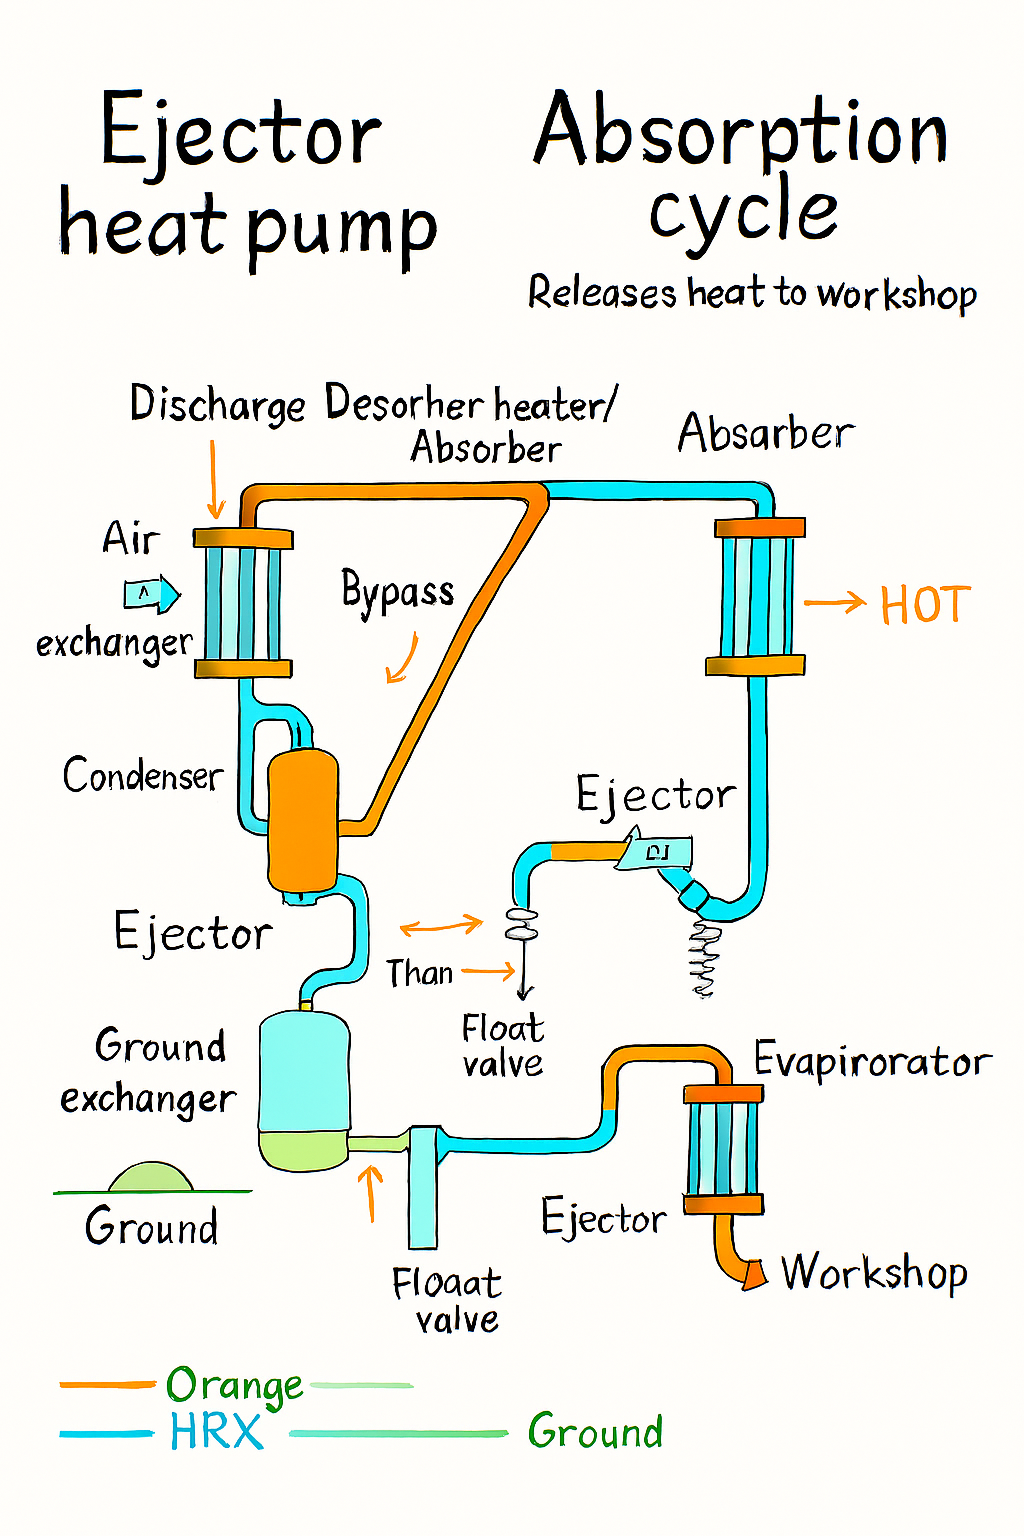 Ejector
heat pump
Absorption
cycle
Releases heat to workshop
Discharge
Desorher heater/
Absorber
Absarber
Air
A
exchanger
Bypass
HOT
Condenser
Ejector
Ejector
Than
Float
valve
Ground
exchanger
Evapirorator
Ground
Ejector
Workshop
Floaat
valve
Orange
HRX
Ground